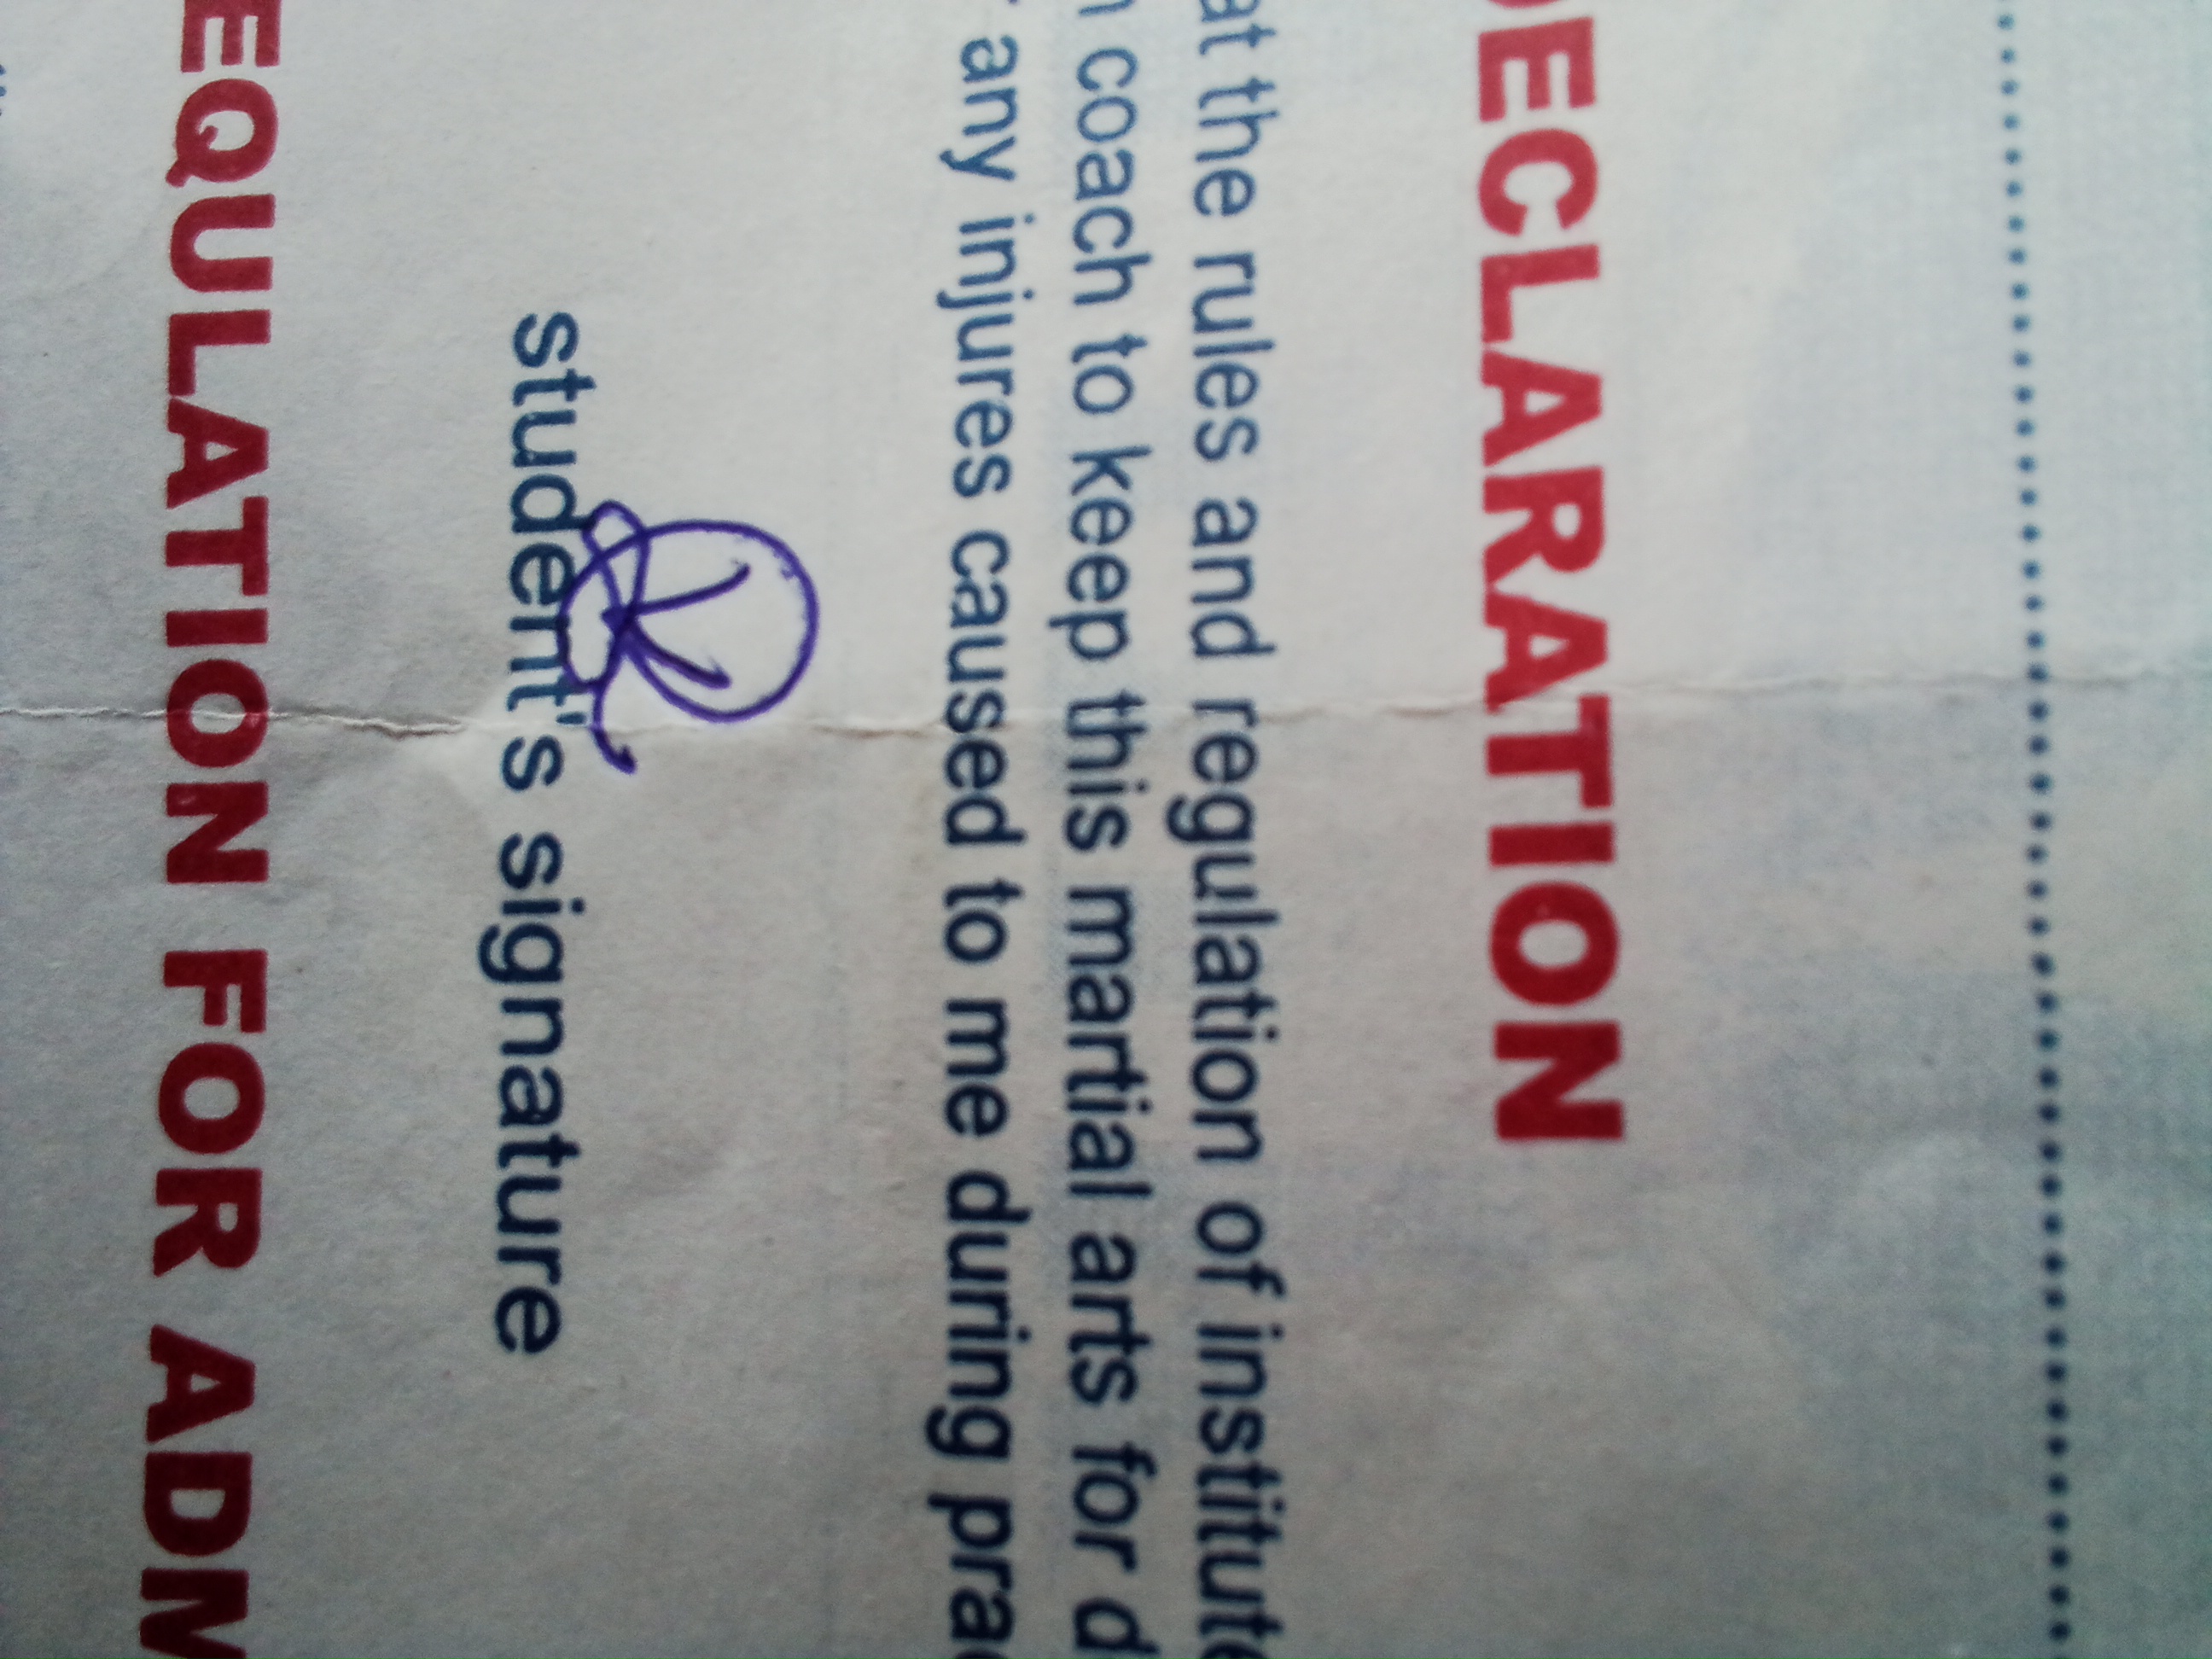 DECLARATION
at the rules and regulation of institute
coach to keep this martial arts for d
any injures caused to me during prac
student's signature
EQULATION FOR ADM